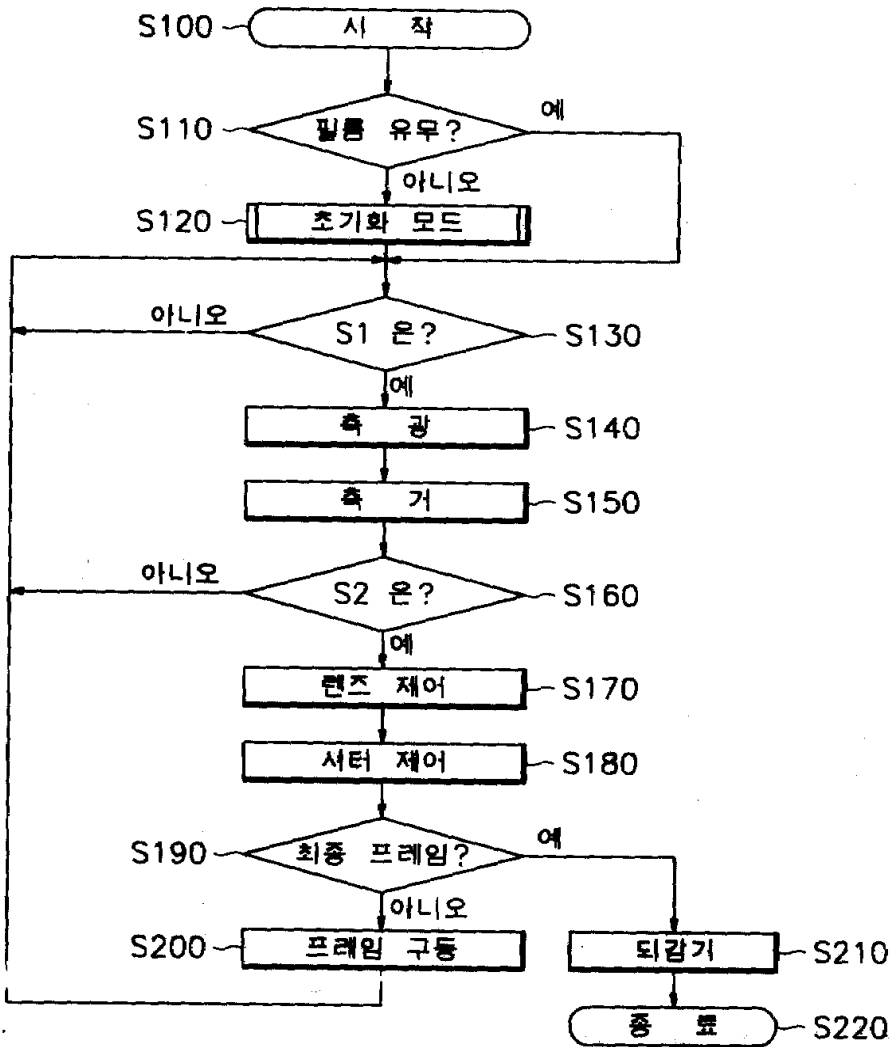 S100 시 작
예
S110 필름 유무?
아니오
S120 초기화 모드
아니오
S1 온? S130
예
측 광 S140
측 거 S150
아니오
S2 온? S160
예
렌즈 제어 S170
셔터 제어 S180
예
S190 최종 프레임?
아니오
S200 프레임 구동
되감기 S210
종 료 S220